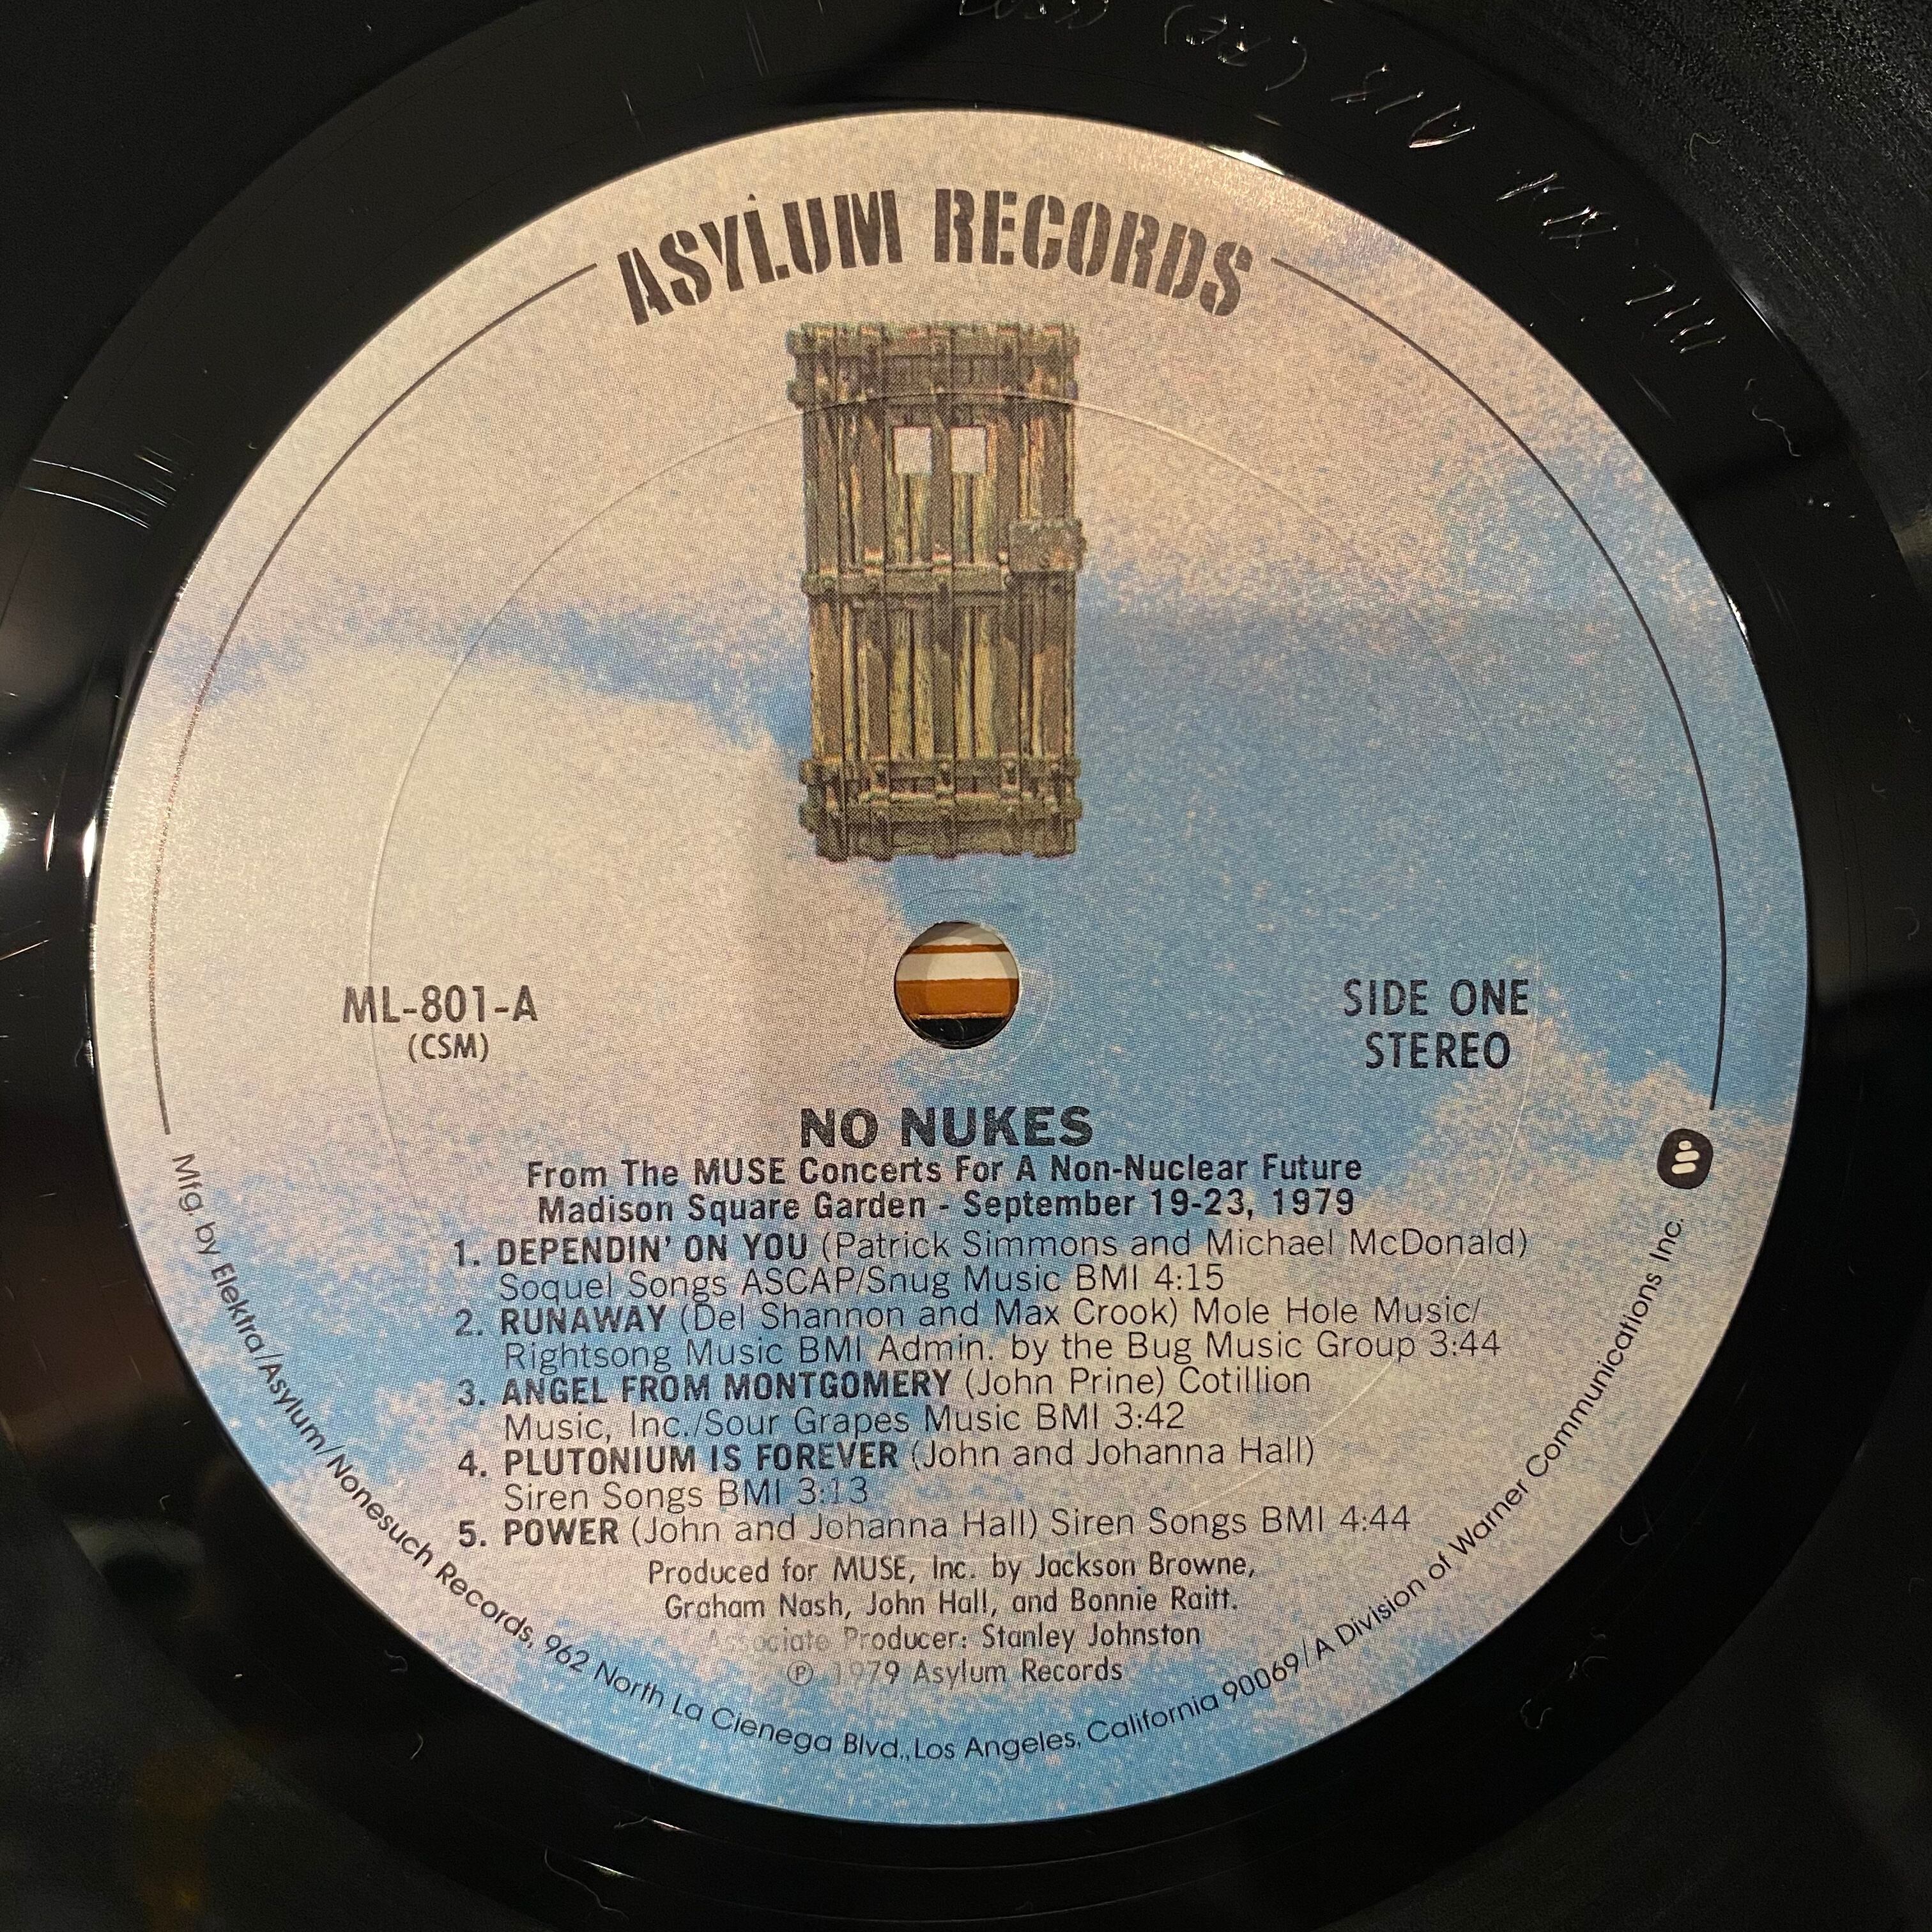 ASYLUM RECORDS
ML-801-A
(CSM)
SIDE ONE
STEREO
NO NUKES
From The MUSE Concerts For A Non-Nuclear Future
Madison Square Garden - September 19-23, 1979
1. DEPENDIN' ON YOU (Patrick Simmons and Michael McDonald)
Soquel Songs ASCAP/Snug Music BMI 4:15
2. RUNAWAY (Del Shannon and Max Crook) Mole Hole Music/
Rightsong Music BMI Admin. by the Bug Music Group 3:44
3. ANGEL FROM MONTGOMERY (John Prine) Cotillion
Music, Inc./Sour Grapes Music BMI 3:42
4. PLUTONIUM IS FOREVER (John and Johanna Hall)
Siren Songs BMI 3:13
5. POWER (John and Johanna Hall) Siren Songs BMI 4:44
Produced for MUSE, Inc. by Jackson Browne,
Graham Nash, John Hall, and Bonnie Raitt.
Associate Producer: Stanley Johnston
℗ 1979 Asylum Records
Mfg. by Elektra/Asylum/Nonesuch Records, 962 North La Cienega Blvd., Los Angeles, California 90069/A Division of Warner Communications Inc.